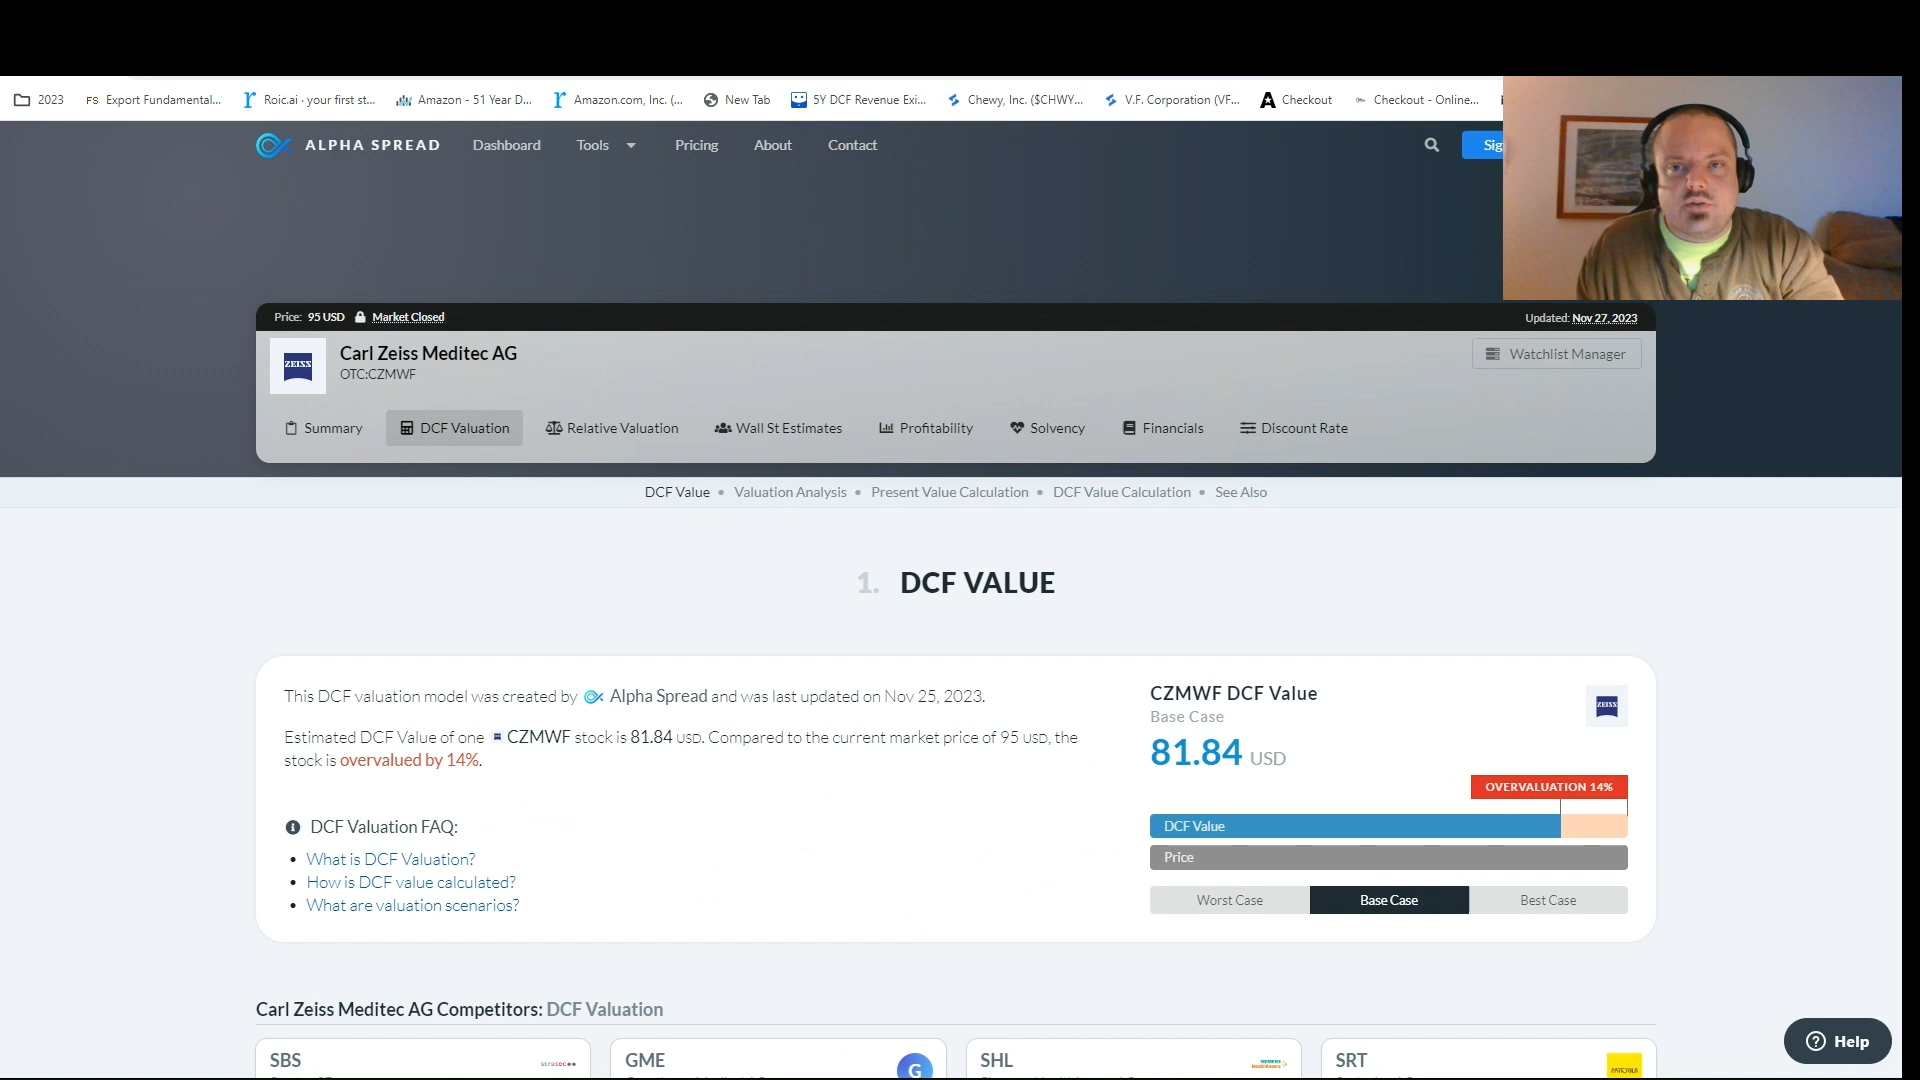 2023
FS Export Fundamental...
Roic.ai · your first st...
Amazon - 51 Year D...
Amazon.com, Inc. (...
New Tab
5Y DCF Revenue Exi...
Chewy, Inc. ($CHWY...
V.F. Corporation (VF...
Checkout
Checkout - Online...
ALPHA SPREAD
Dashboard
Tools
Pricing
About
Contact
Sig
Price: 95 USD Market Closed
Updated: Nov 27, 2023
ZEISS
Carl Zeiss Meditec AG
OTC:CZMWF
Watchlist Manager
Summary
DCF Valuation
Relative Valuation
Wall St Estimates
Profitability
Solvency
Financials
Discount Rate
DCF Value • Valuation Analysis • Present Value Calculation • DCF Value Calculation • See Also
1. DCF VALUE
This DCF valuation model was created by Alpha Spread and was last updated on Nov 25, 2023.
Estimated DCF Value of one CZMWF stock is 81.84 USD. Compared to the current market price of 95 USD, the
stock is overvalued by 14%.
DCF Valuation FAQ:
• What is DCF Valuation?
• How is DCF value calculated?
• What are valuation scenarios?
CZMWF DCF Value
Base Case
81.84 USD
ZEISS
OVERVALUATION 14%
DCF Value
Price
Worst Case
Base Case
Best Case
Carl Zeiss Meditec AG Competitors: DCF Valuation
SBS
stratec
GME
G
SHL
SRT
Help